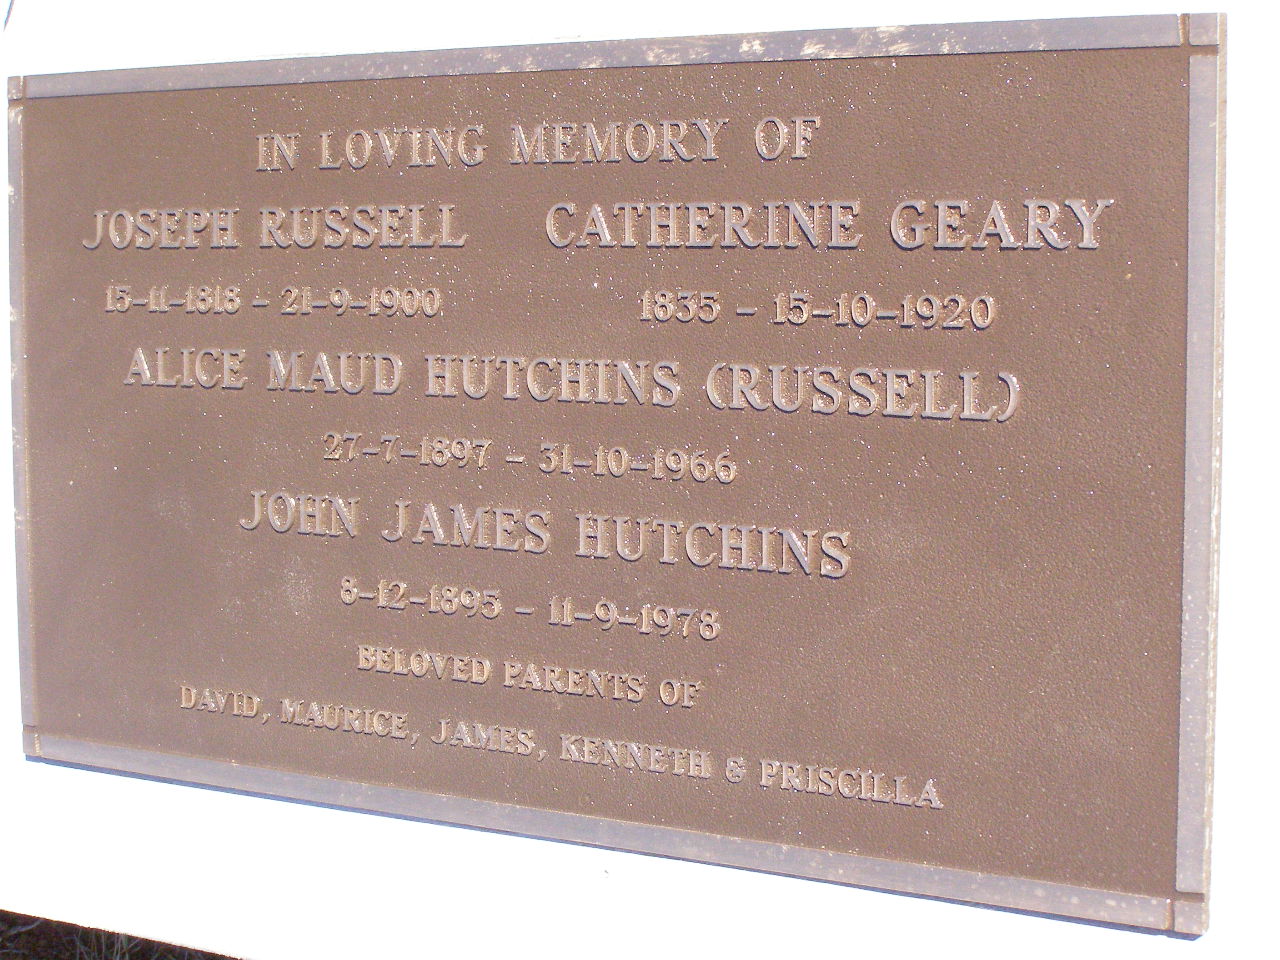 IN LOVING MEMORY OF
JOSEPH RUSSELL CATHERINE GEARY
15-11-1818 - 21-9-1900 1835 - 15-10-1920
ALICE MAUD HUTCHINS (RUSSELL)
27-7-1897 - 31-10-1966
JOHN JAMES HUTCHINS
8-12-1895 - 11-9-1978
BELOVED PARENTS OF
DAVID, MAURICE, JAMES, KENNETH & PRISCILLA